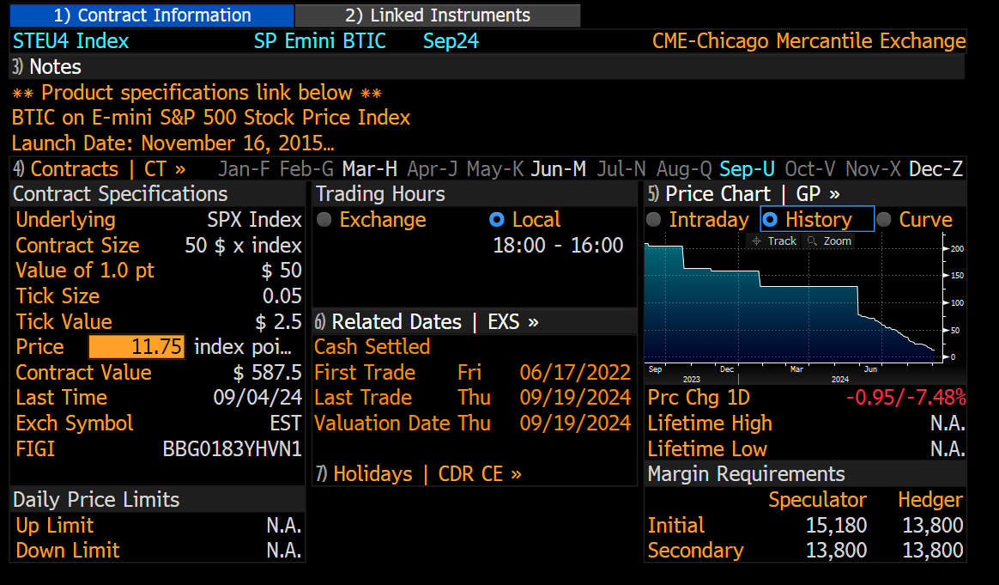 1) Contract Information 2) Linked Instruments
STEU4 Index SP Emini BTIC Sep24 CME-Chicago Mercantile Exchange
3) Notes
** Product specifications link below **
BTIC on E-mini S&P 500 Stock Price Index
Launch Date: November 16, 2015…
4) Contracts | CT » Jan-F Feb-G Mar-H Apr-J May-K Jun-M Jul-N Aug-Q Sep-U Oct-V Nov-X Dec-Z
Contract Specifications
Underlying SPX Index
Contract Size 50 $ x index
Value of 1.0 pt $ 50
Tick Size 0.05
Tick Value $ 2.5
Price 11.75 index poi…
Contract Value $ 587.5
Last Time 09/04/24
Exch Symbol EST
FIGI BBG0183YHVN1
Daily Price Limits
Up Limit N.A.
Down Limit N.A.
Trading Hours
Exchange Local
18:00 - 16:00
6) Related Dates | EXS »
Cash Settled
First Trade Fri 06/17/2022
Last Trade Thu 09/19/2024
Valuation Date Thu 09/19/2024
7) Holidays | CDR CE »
5) Price Chart | GP »
Intraday History Curve
Track Zoom
200
150
100
50
0
Sep Dec Mar Jun
2023 2024
Prc Chg 1D -0.95/-7.48%
Lifetime High N.A.
Lifetime Low N.A.
Margin Requirements
Speculator Hedger
Initial 15,180 13,800
Secondary 13,800 13,800